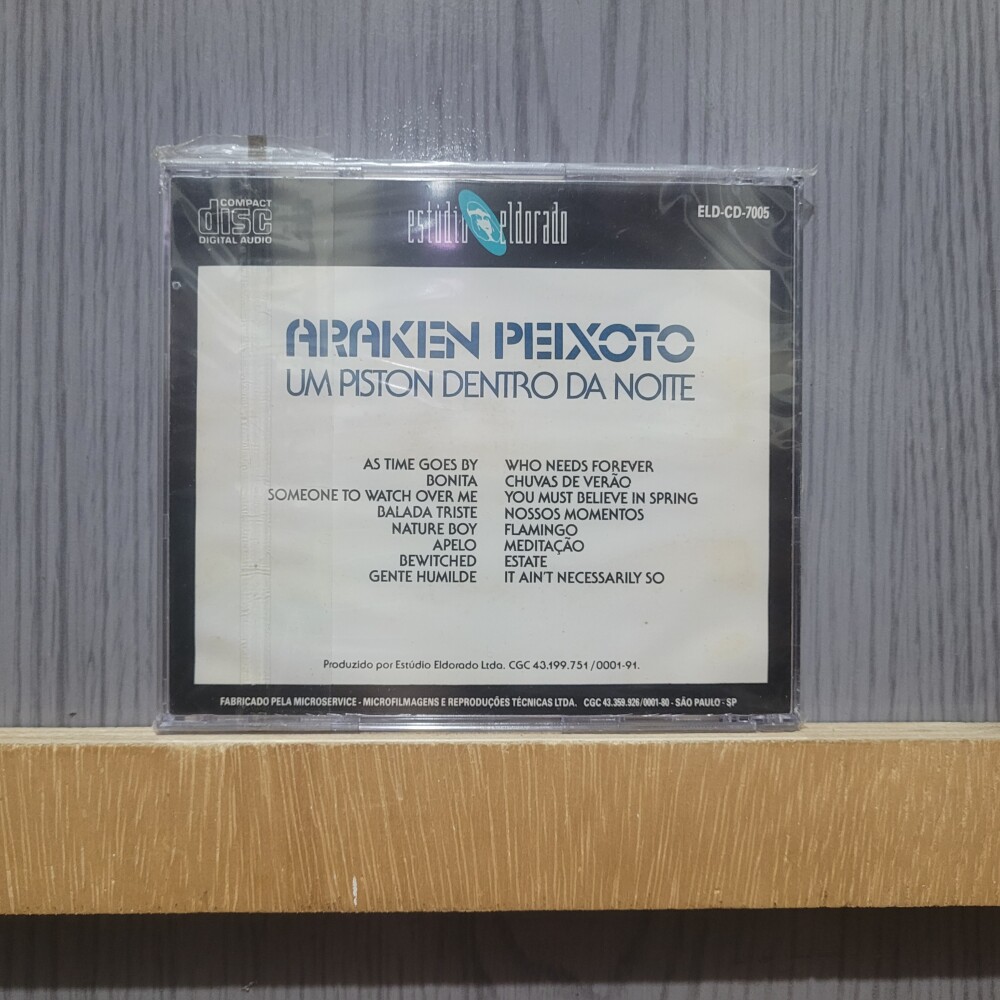 COMPACT
disc
DIGITAL AUDIO
estúdio eldorado
ELD-CD-7005
ARAKEN PEIXOTO
UM PISTON DENTRO DA NOITE
AS TIME GOES BY
BONITA
SOMEONE TO WATCH OVER ME
BALADA TRISTE
NATURE BOY
APELO
BEWITCHED
GENTE HUMILDE
WHO NEEDS FOREVER
CHUVAS DE VERÃO
YOU MUST BELIEVE IN SPRING
NOSSOS MOMENTOS
FLAMINGO
MEDITAÇÃO
ESTATE
IT AIN'T NECESSARILY SO
Produzido por Estúdio Eldorado Ltda. CGC 43.199.751/0001-91.
FABRICADO PELA MICROSERVICE - MICROFILMAGENS E REPRODUÇÕES TÉCNICAS LTDA. CGC 43.359.926/0001-80 - SÃO PAULO - SP